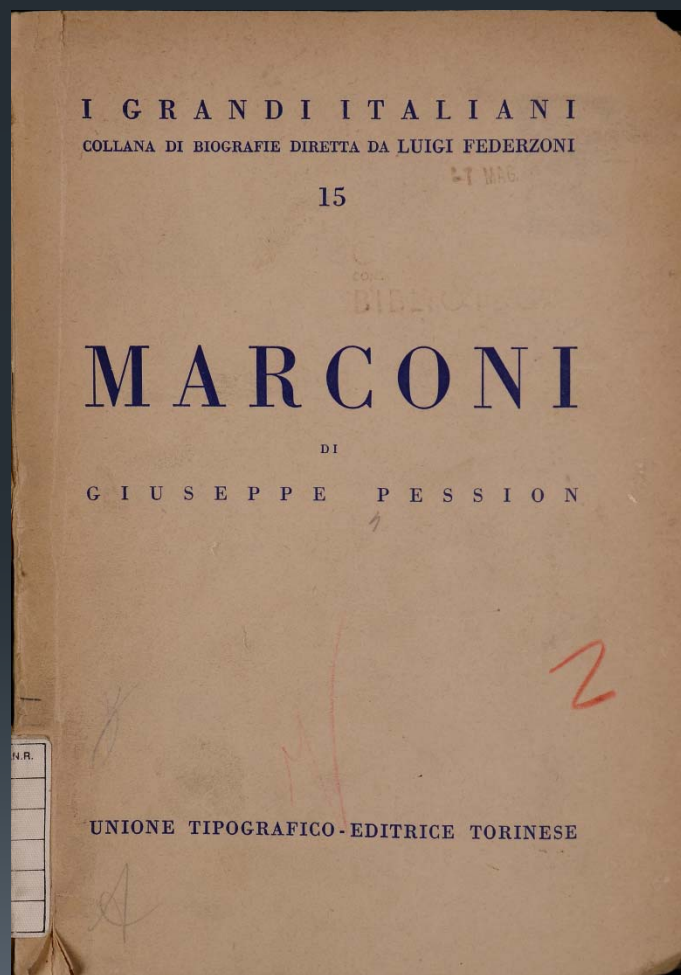 I GRANDI ITALIANI
COLLANA DI BIOGRAFIE DIRETTA DA LUIGI FEDERZONI
15
MARCONI
DI
GIUSEPPE PESSION
2
UNIONE TIPOGRAFICO-EDITRICE TORINESE
N.R.